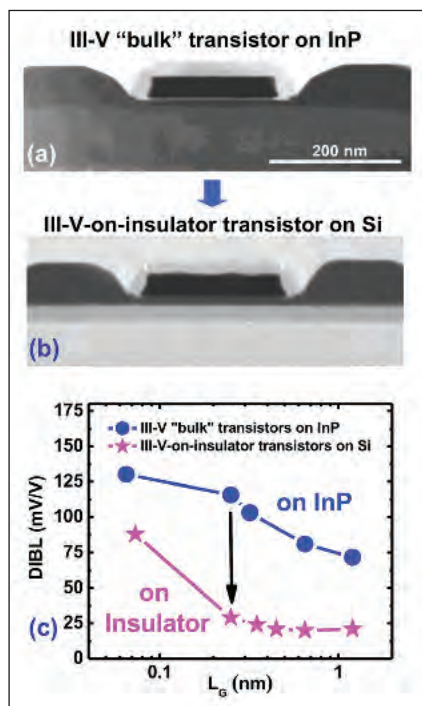 III-V “bulk” transistor on InP
(a)
200 nm
III-V-on-insulator transistor on Si
(b)
175
150
125
100
75
50
25
0
DIBL (mV/V)
III-V "bulk" transistors on InP
III-V-on-insulator transistors on Si
on InP
on
Insulator
(c)
0.1
1
L_G (nm)